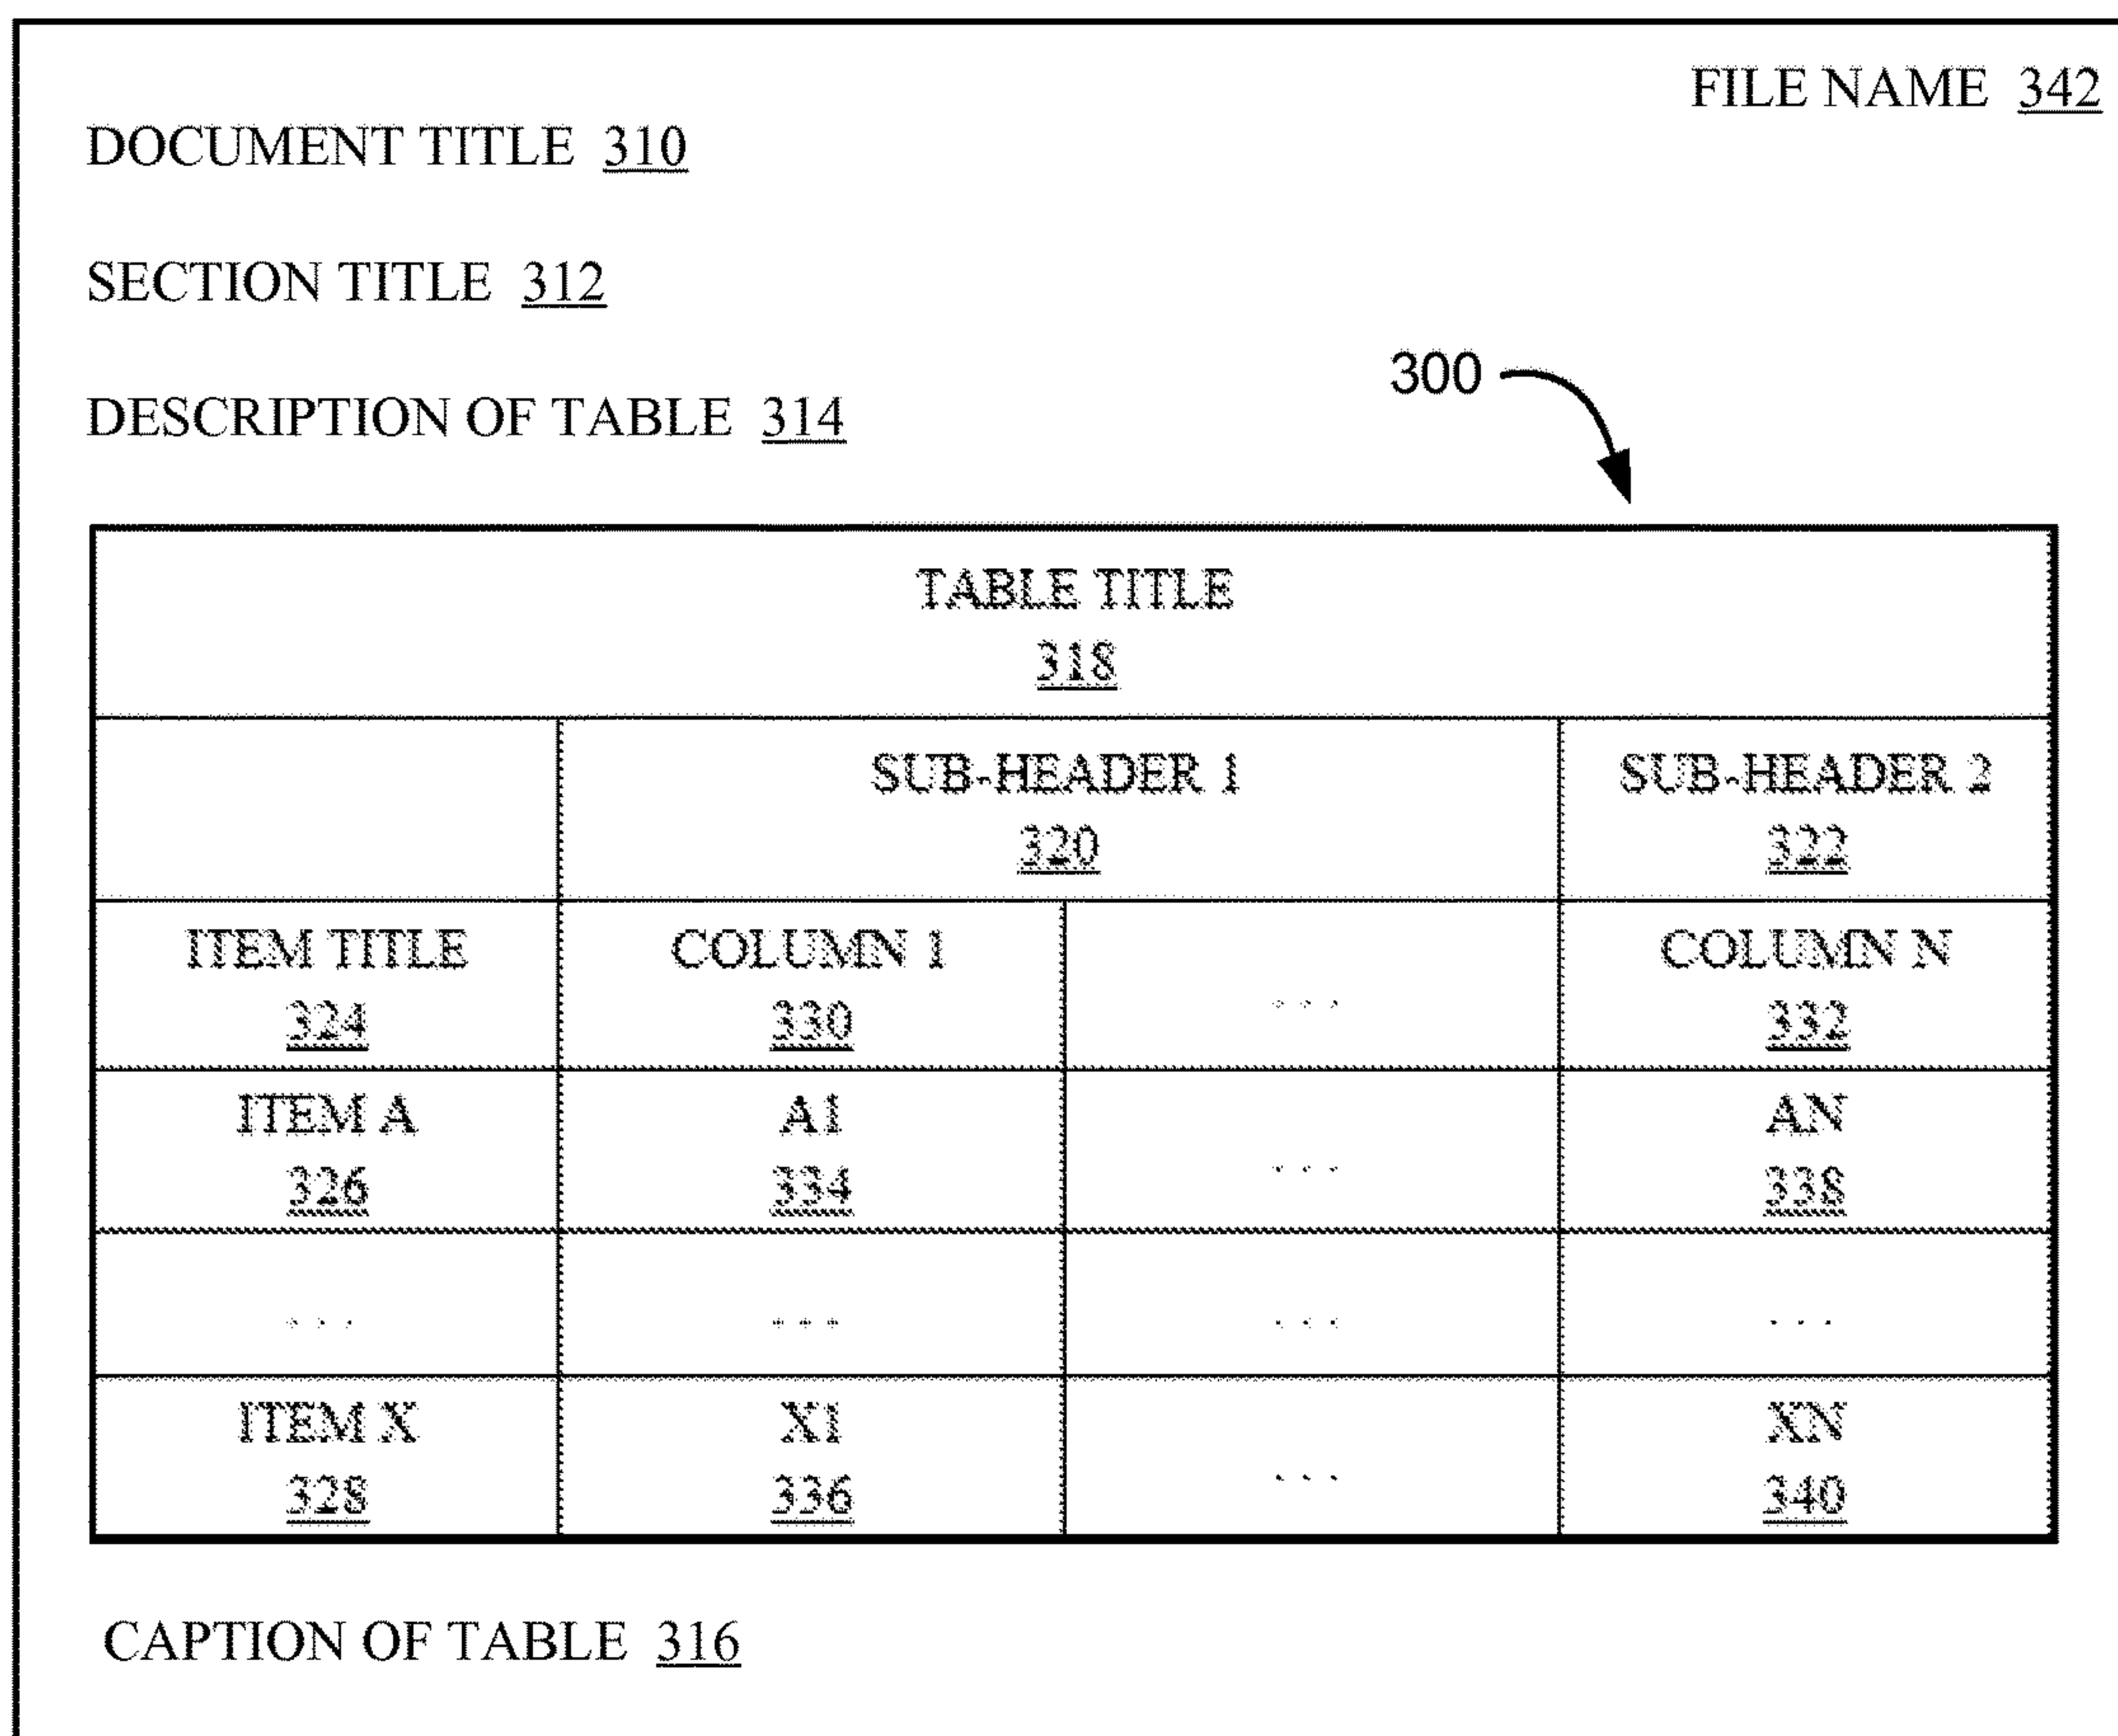 FILE NAME 342
DOCUMENT TITLE 310
SECTION TITLE 312
300
DESCRIPTION OF TABLE 314
TABLE TITLE
318
SUB-HEADER 1 SUB-HEADER 2
320 322
ITEM TITLE COLUMN 1 ... COLUMN N
324 330 332
ITEM A A1 ... AN
326 334 338
... ... ... ...
ITEM X X1 ... XN
328 336 340
CAPTION OF TABLE 316